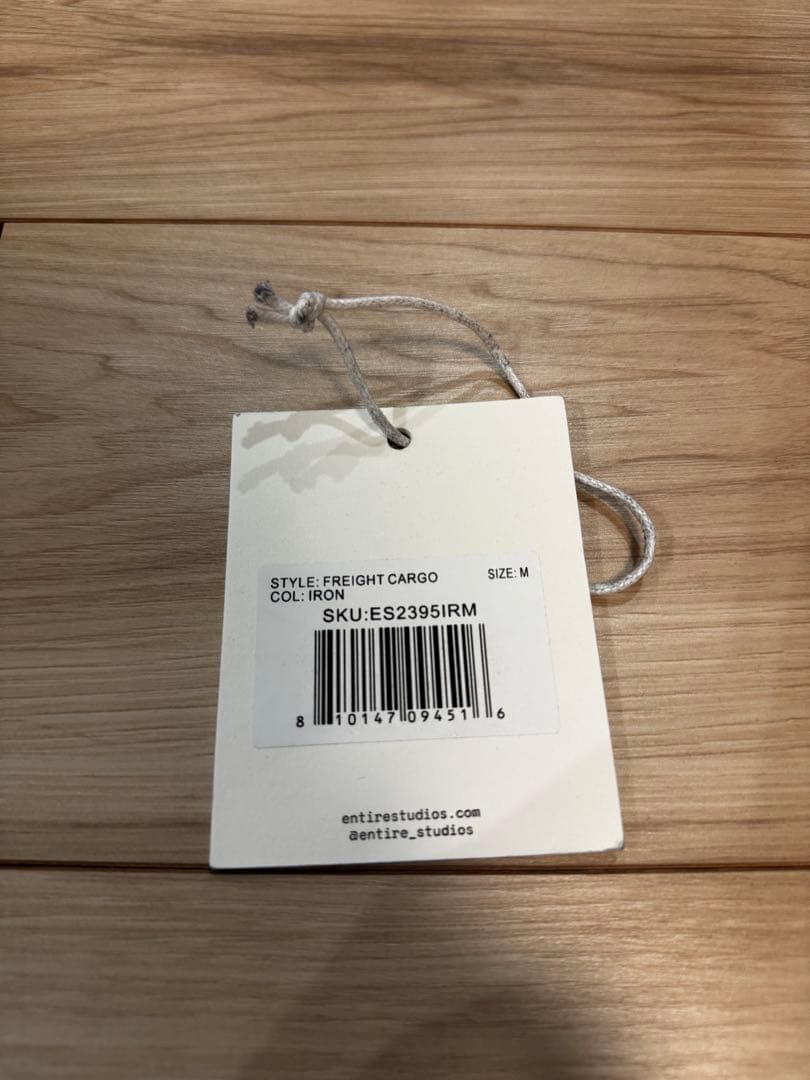 STYLE: FREIGHT CARGO SIZE: M
COL: IRON
SKU:ES2395IRM
8 10147 09451 6
entirestudios.com
@entire_studios